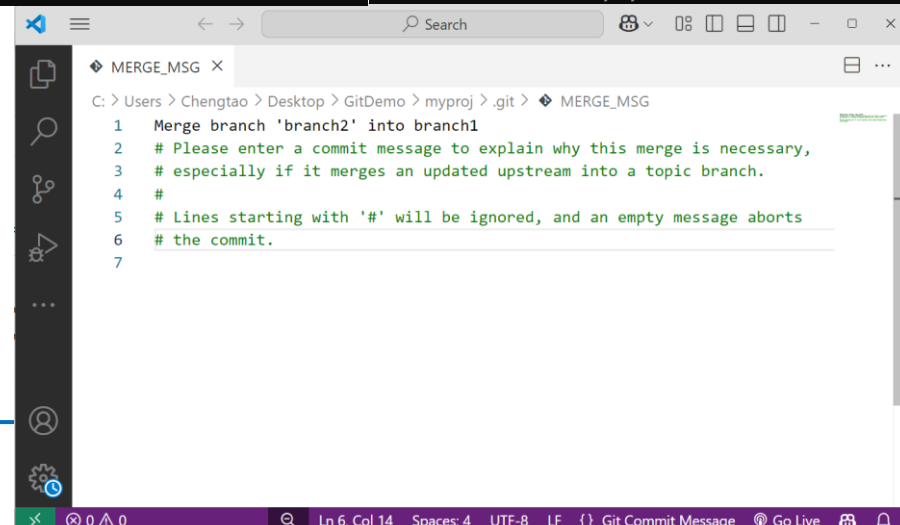 Search
MERGE_MSG
C: > Users > Chengtao > Desktop > GitDemo > myproj > .git > MERGE_MSG
1 Merge branch 'branch2' into branch1
2 # Please enter a commit message to explain why this merge is necessary,
3 # especially if it merges an updated upstream into a topic branch.
4 #
5 # Lines starting with '#' will be ignored, and an empty message aborts
6 # the commit.
7
0 0 Ln 6, Col 14 Spaces: 4 UTF-8 LF {} Git Commit Message Go Live